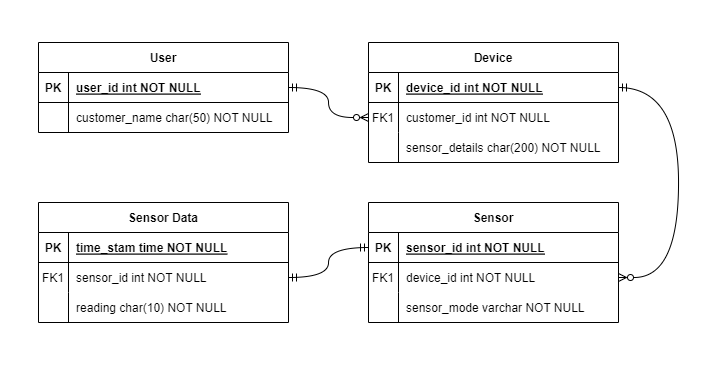 User
PK user_id int NOT NULL
customer_name char(50) NOT NULL
Device
PK device_id int NOT NULL
FK1 customer_id int NOT NULL
sensor_details char(200) NOT NULL
Sensor Data
PK time_stam time NOT NULL
FK1 sensor_id int NOT NULL
reading char(10) NOT NULL
Sensor
PK sensor_id int NOT NULL
FK1 device_id int NOT NULL
sensor_mode varchar NOT NULL